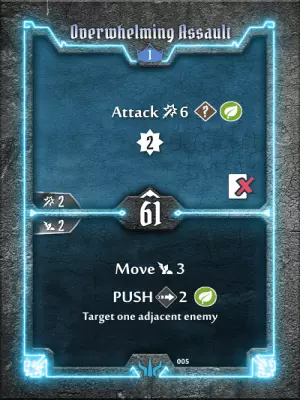 Overwhelming Assault
1
Attack 6 ?
2
2
61
2
Move 3
PUSH 2
Target one adjacent enemy
005